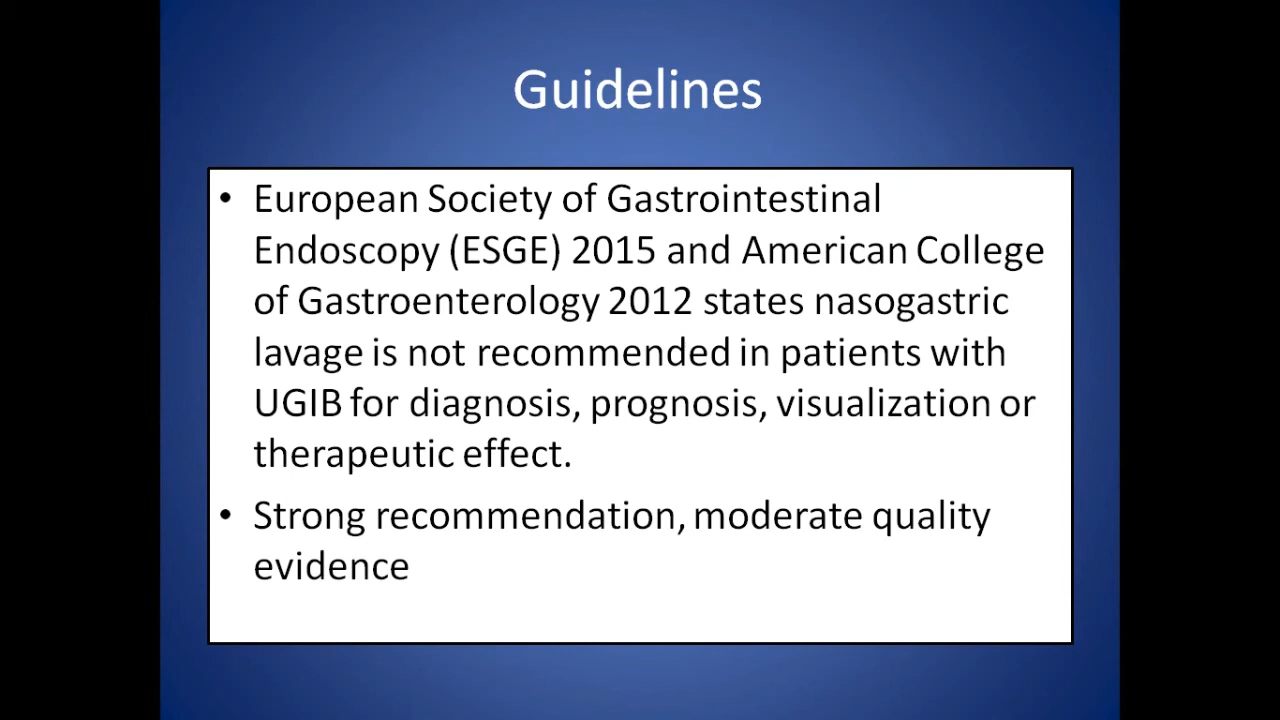 Guidelines
• European Society of Gastrointestinal
Endoscopy (ESGE) 2015 and American College
of Gastroenterology 2012 states nasogastric
lavage is not recommended in patients with
UGIB for diagnosis, prognosis, visualization or
therapeutic effect.
• Strong recommendation, moderate quality
evidence